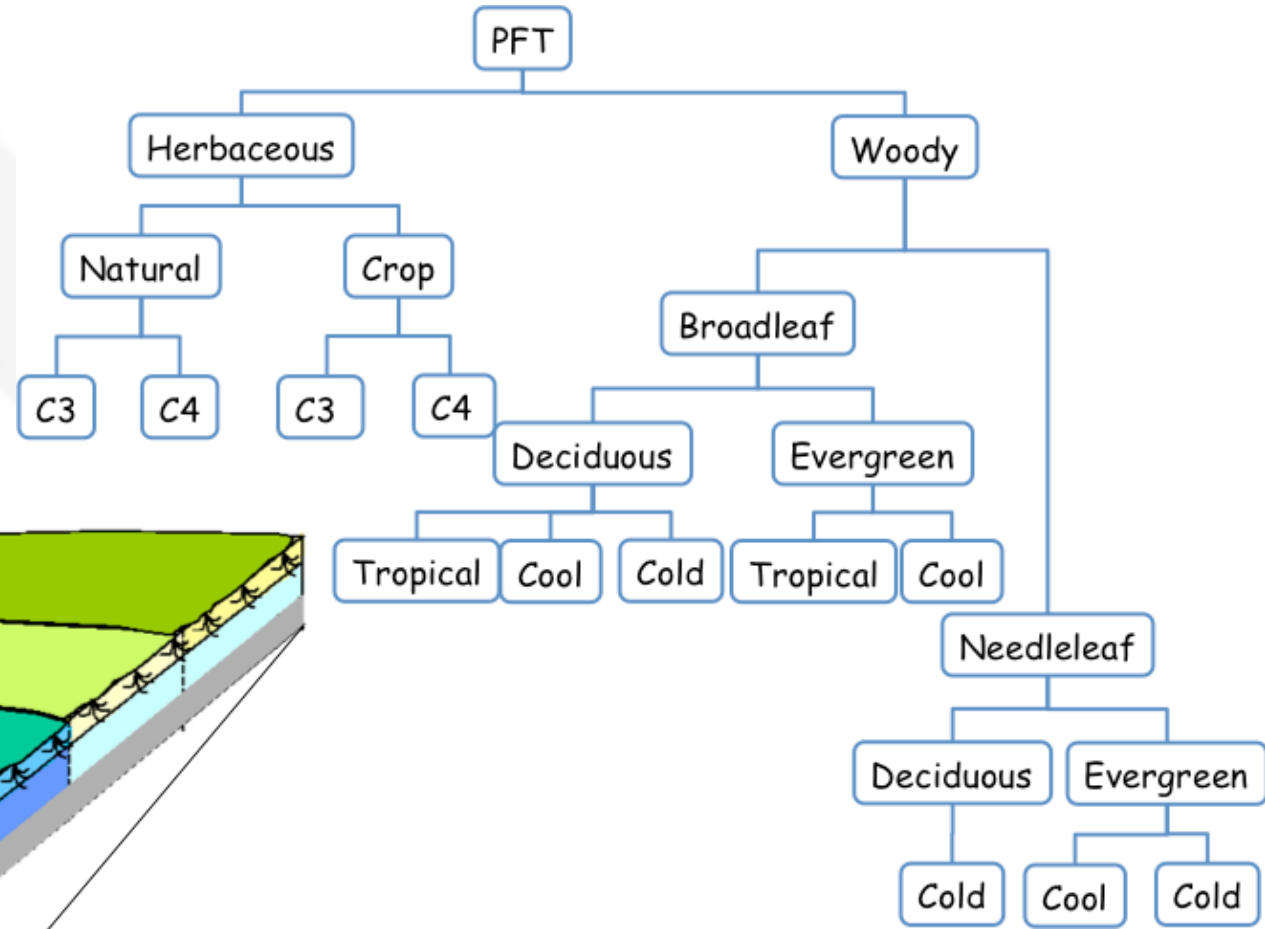 PFT
Herbaceous
Woody
Natural
Crop
Broadleaf
C3
C4
C3
C4
Deciduous
Evergreen
Tropical
Cool
Cold
Tropical
Cool
Needleleaf
Deciduous
Evergreen
Cold
Cool
Cold